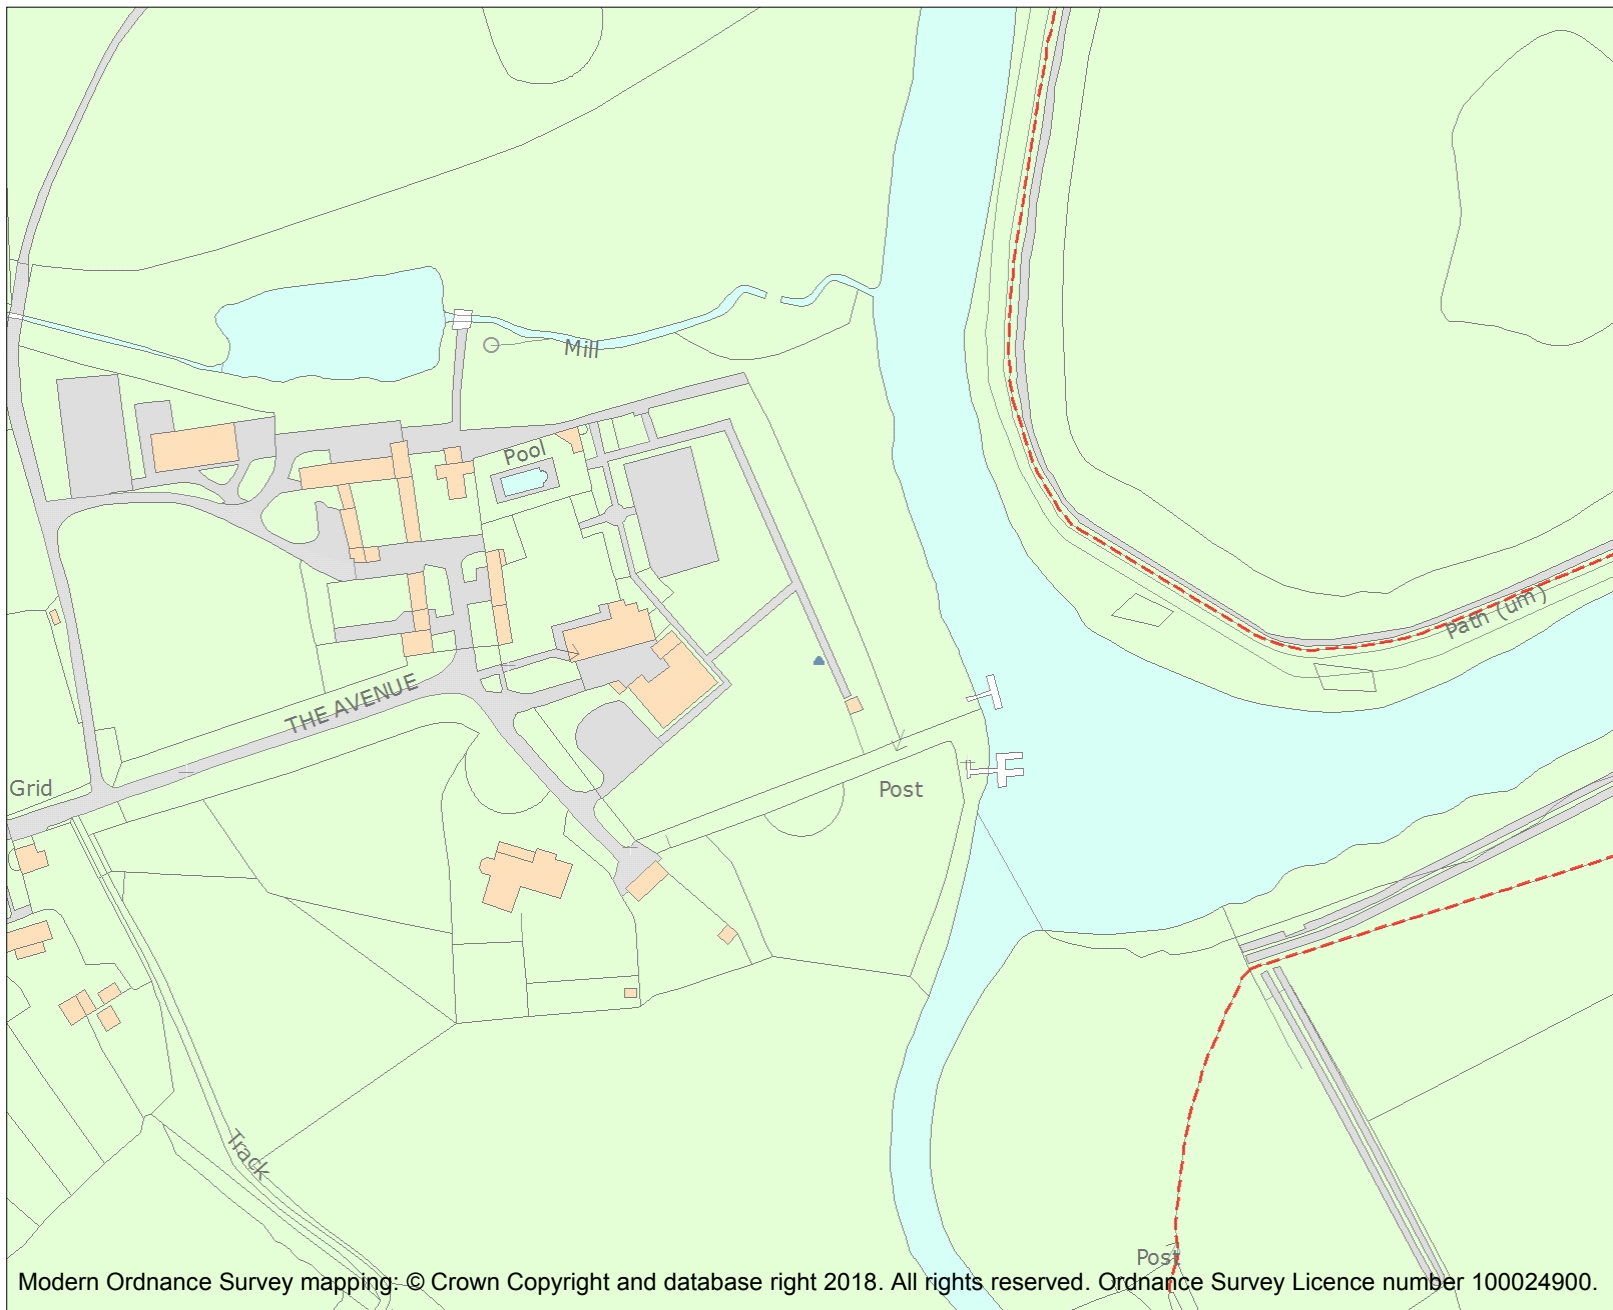 Mill
Pool
Path (um)
THE AVENUE
Grid
Post
Track
Post
Modern Ordnance Survey mapping: © Crown Copyright and database right 2018. All rights reserved. Ordnance Survey Licence number 100024900.